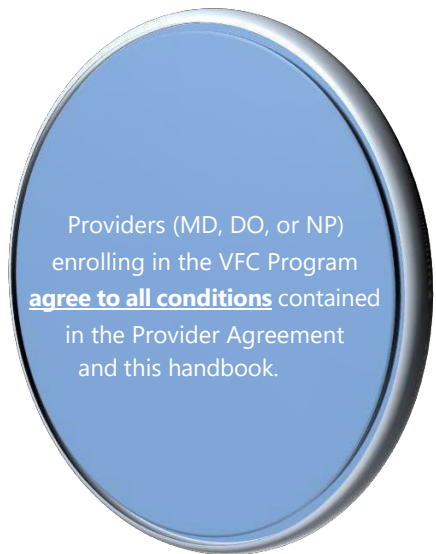 Providers (MD, DO, or NP)
enrolling in the VFC Program
agree to all conditions contained
in the Provider Agreement
and this handbook.